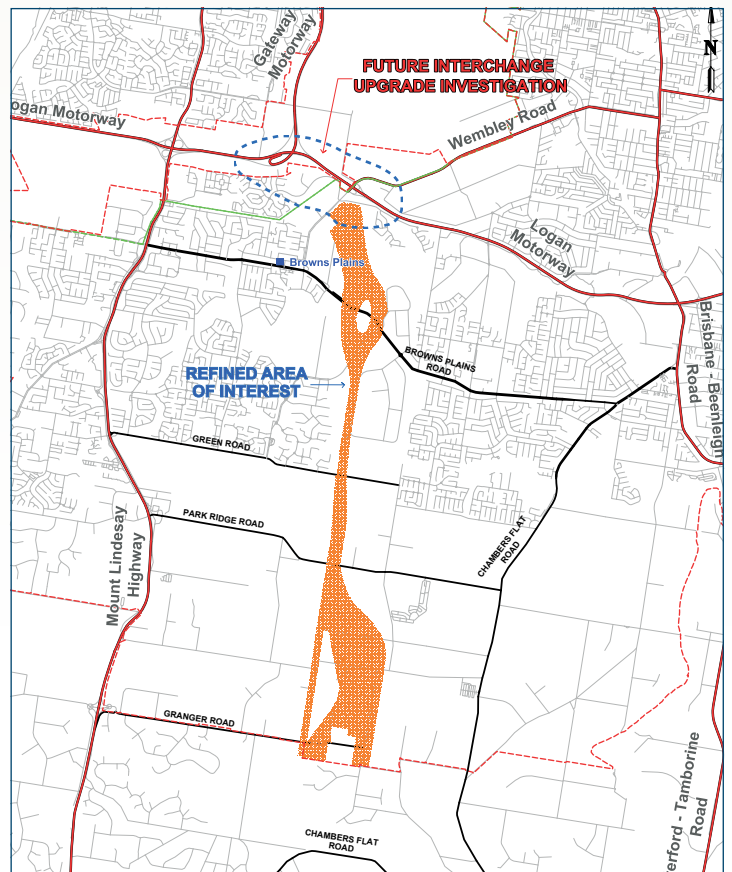 Gateway
Motorway
N
FUTURE INTERCHANGE
UPGRADE INVESTIGATION
ogan Motorway
Wembley Road
Logan
Motorway
Browns Plains
BROWNS PLAINS
ROAD
Brisbane - Beenleigh
Road
REFINED AREA
OF INTEREST
GREEN ROAD
PARK RIDGE ROAD
CHAMBERS FLAT
ROAD
Mount Lindesay
Highway
GRANGER ROAD
erford - Tamborine
Road
CHAMBERS FLAT
ROAD